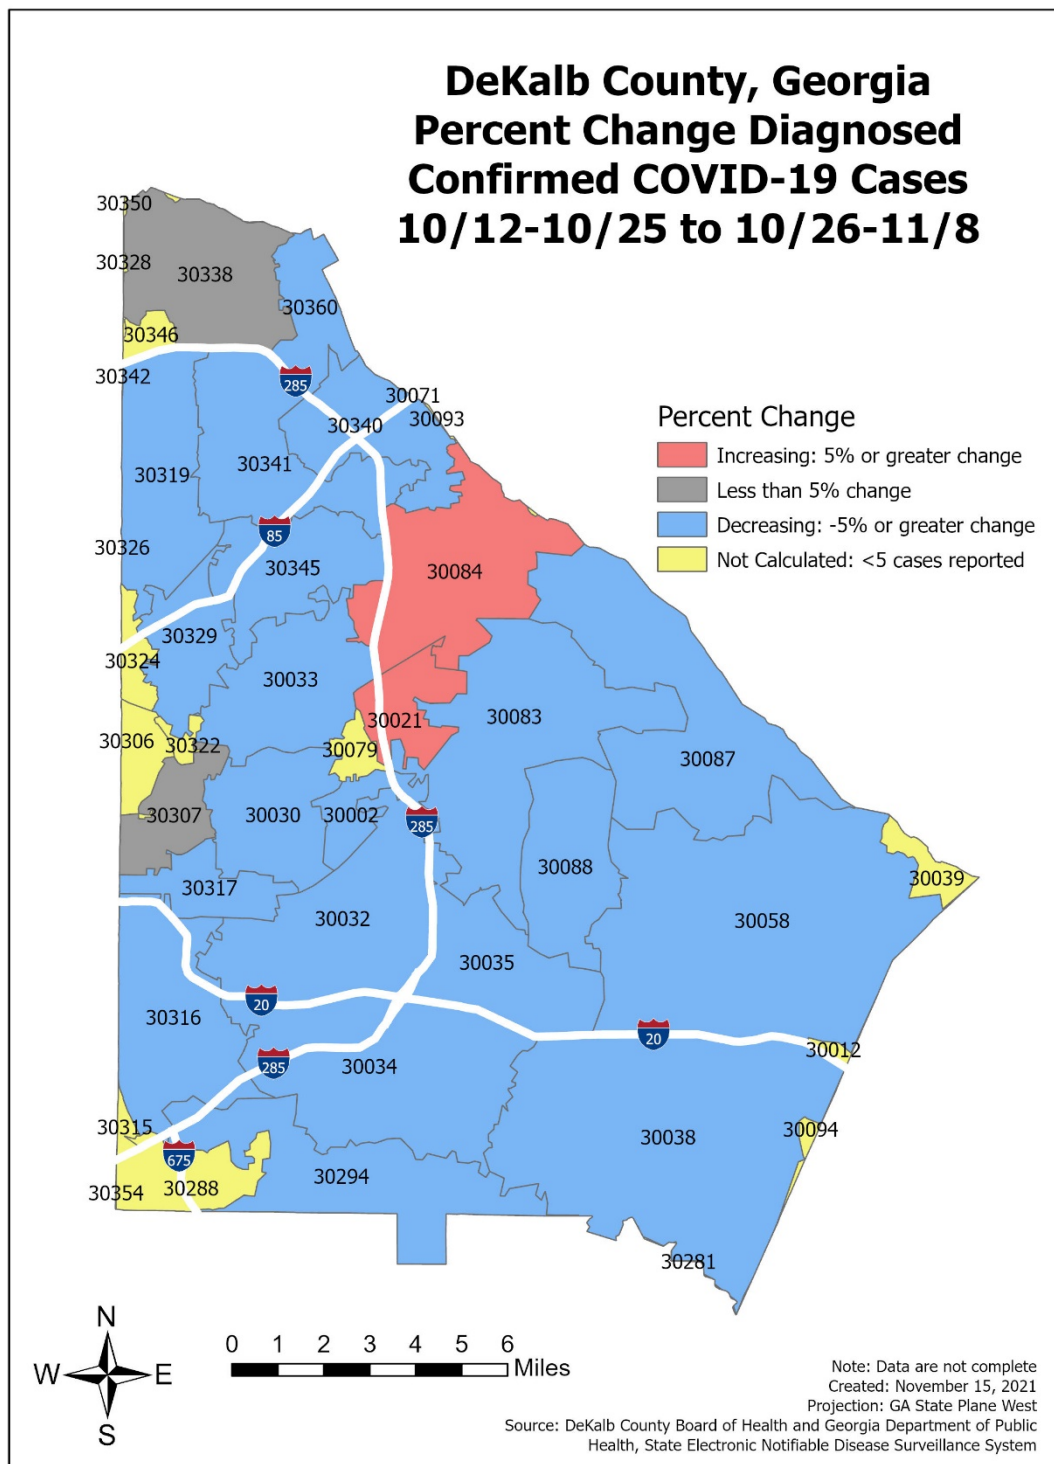 DeKalb County, Georgia
Percent Change Diagnosed
Confirmed COVID-19 Cases
10/12-10/25 to 10/26-11/8
30350
30328
30338
30360
30346
30342
285
30071
30093
30340
30341
30319
Percent Change
Increasing: 5% or greater change
Less than 5% change
Decreasing: -5% or greater change
Not Calculated: <5 cases reported
85
30326
30345
30084
30329
30324
30033
30021
30083
30306
30322
30079
30087
30307
30030
30002
285
30088
30039
30317
30032
30058
30035
20
30316
20
30012
285
30034
30315
30038
30094
675
30354
30288
30294
30281
N
W E
S
0 1 2 3 4 5 6
Miles
Note: Data are not complete
Created: November 15, 2021
Projection: GA State Plane West
Source: DeKalb County Board of Health and Georgia Department of Public
Health, State Electronic Notifiable Disease Surveillance System